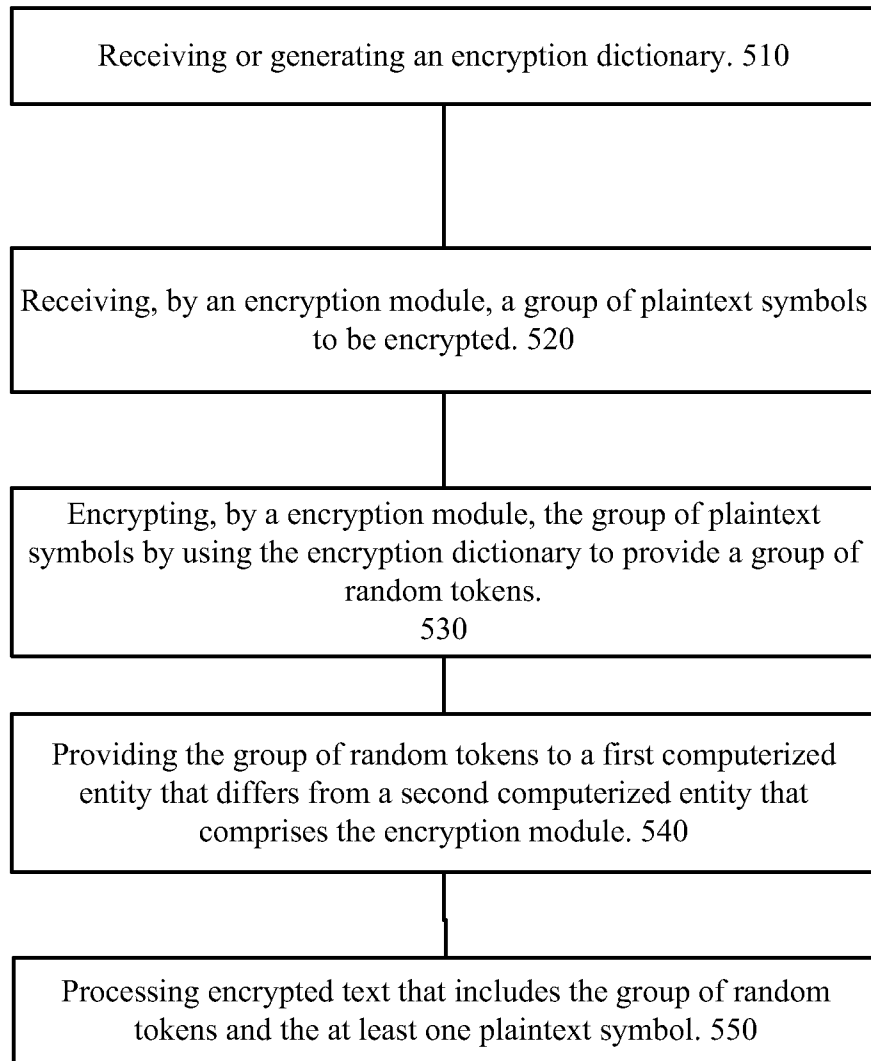 Receiving or generating an encryption dictionary. 510
Receiving, by an encryption module, a group of plaintext symbols
to be encrypted. 520
Encrypting, by a encryption module, the group of plaintext
symbols by using the encryption dictionary to provide a group of
random tokens.
530
Providing the group of random tokens to a first computerized
entity that differs from a second computerized entity that
comprises the encryption module. 540
Processing encrypted text that includes the group of random
tokens and the at least one plaintext symbol. 550